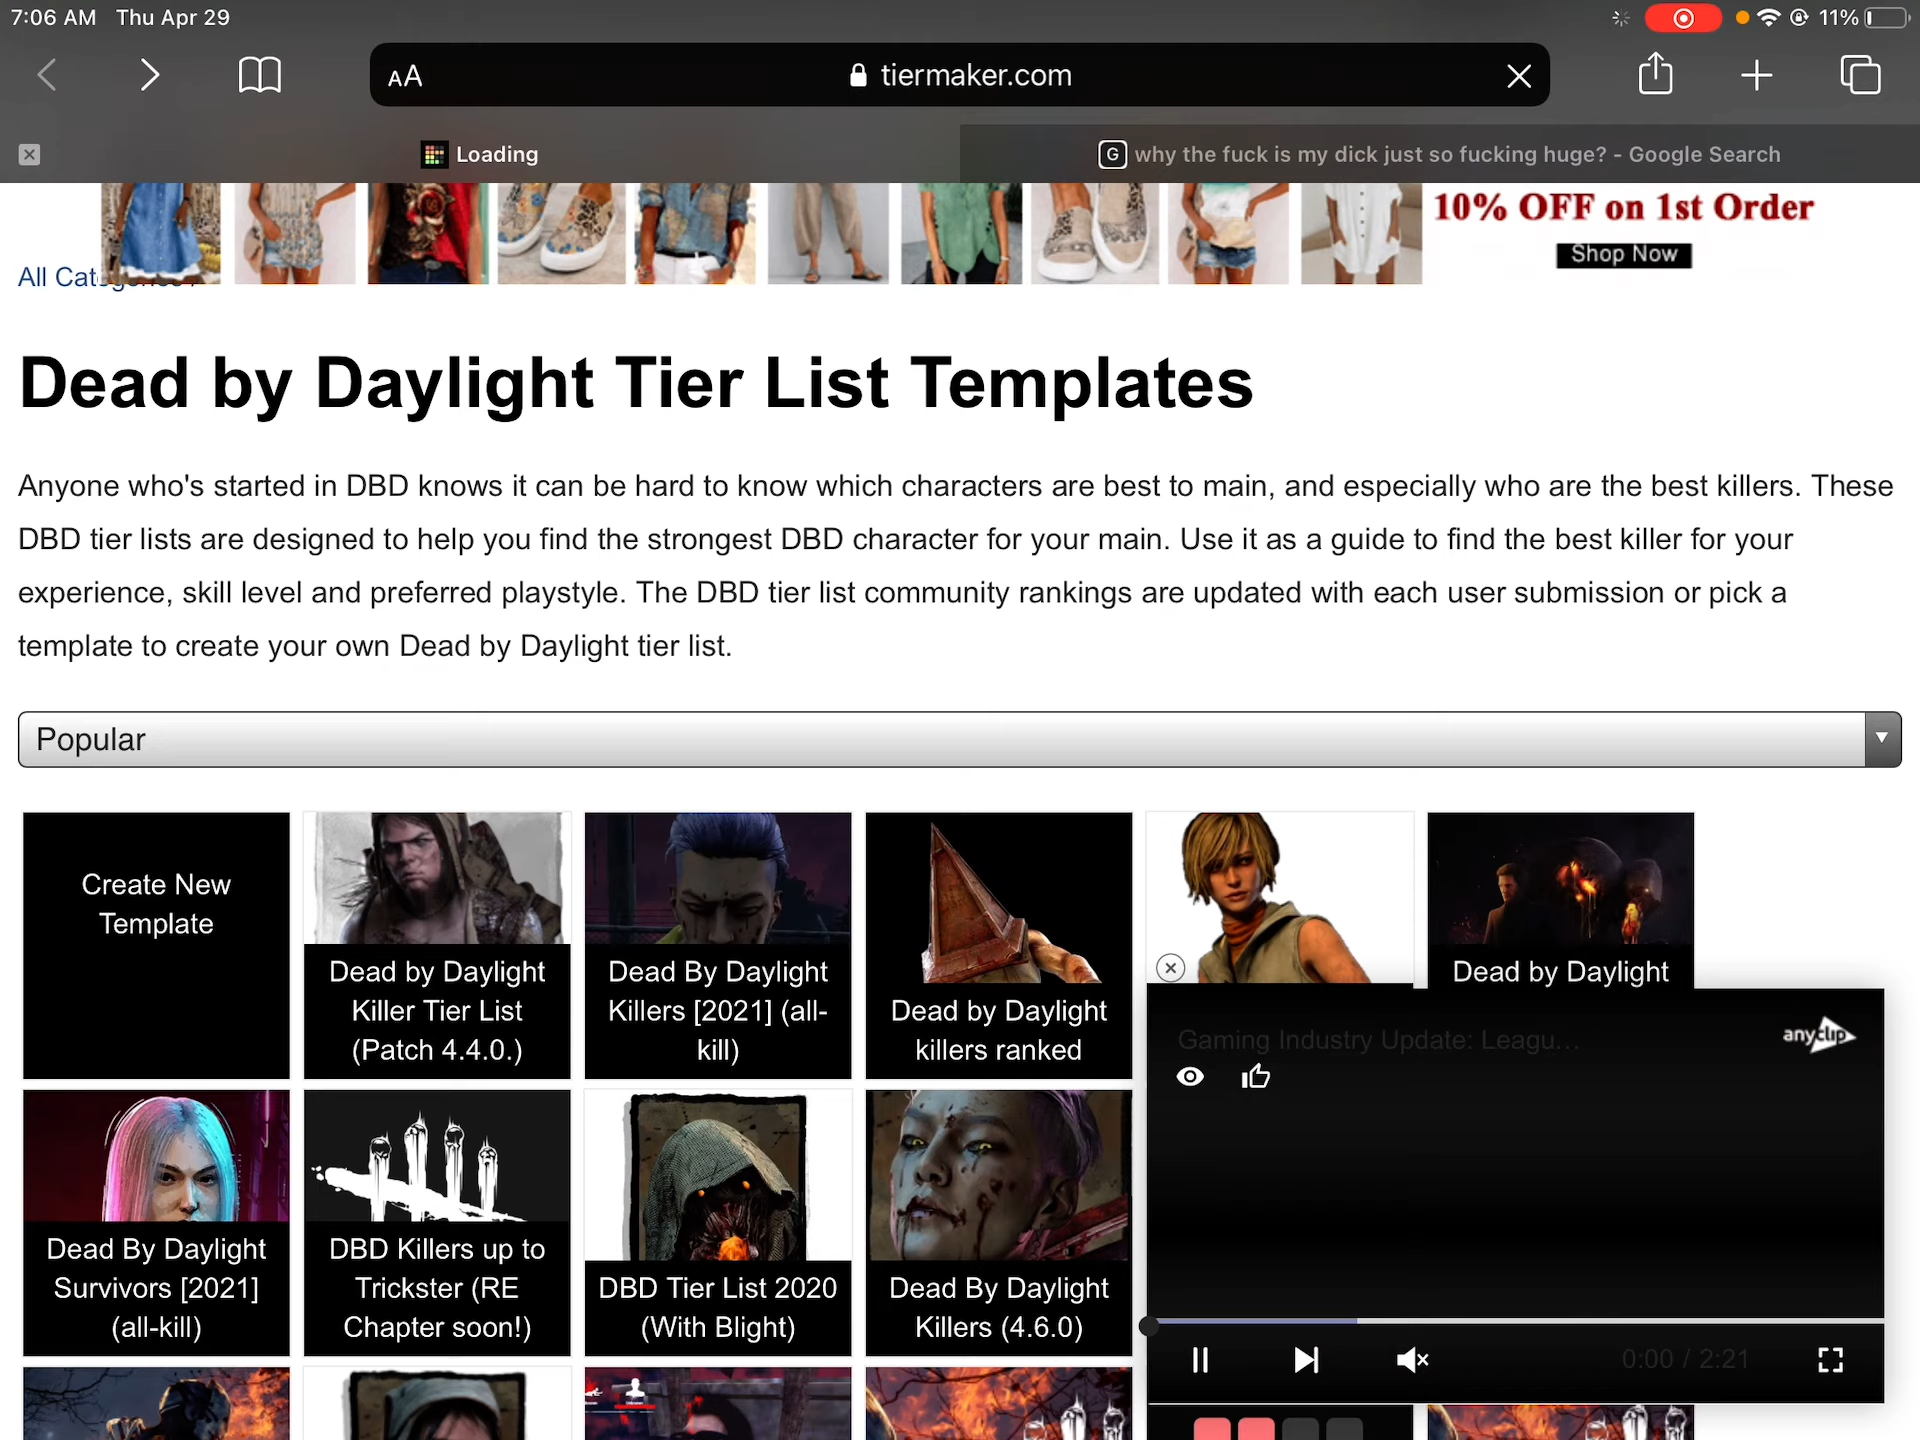 7:06 AM Thu Apr 29
11%
AA
tiermaker.com
Loading
G why the fuck is my dick just so fucking huge? - Google Search
10% OFF on 1st Order
Shop Now
All Categories
Dead by Daylight Tier List Templates
Anyone who's started in DBD knows it can be hard to know which characters are best to main, and especially who are the best killers. These
DBD tier lists are designed to help you find the strongest DBD character for your main. Use it as a guide to find the best killer for your
experience, skill level and preferred playstyle. The DBD tier list community rankings are updated with each user submission or pick a
template to create your own Dead by Daylight tier list.
Popular
Create New
Template
Dead by Daylight
Killer Tier List
(Patch 4.4.0.)
Dead By Daylight
Killers [2021] (all-
kill)
Dead by Daylight
killers ranked
Dead by Daylight
Gaming Industry Update: Leagu...
anyclip
Dead By Daylight
Survivors [2021]
(all-kill)
DBD Killers up to
Trickster (RE
Chapter soon!)
DBD Tier List 2020
(With Blight)
Dead By Daylight
Killers (4.6.0)
0:00 / 2:21